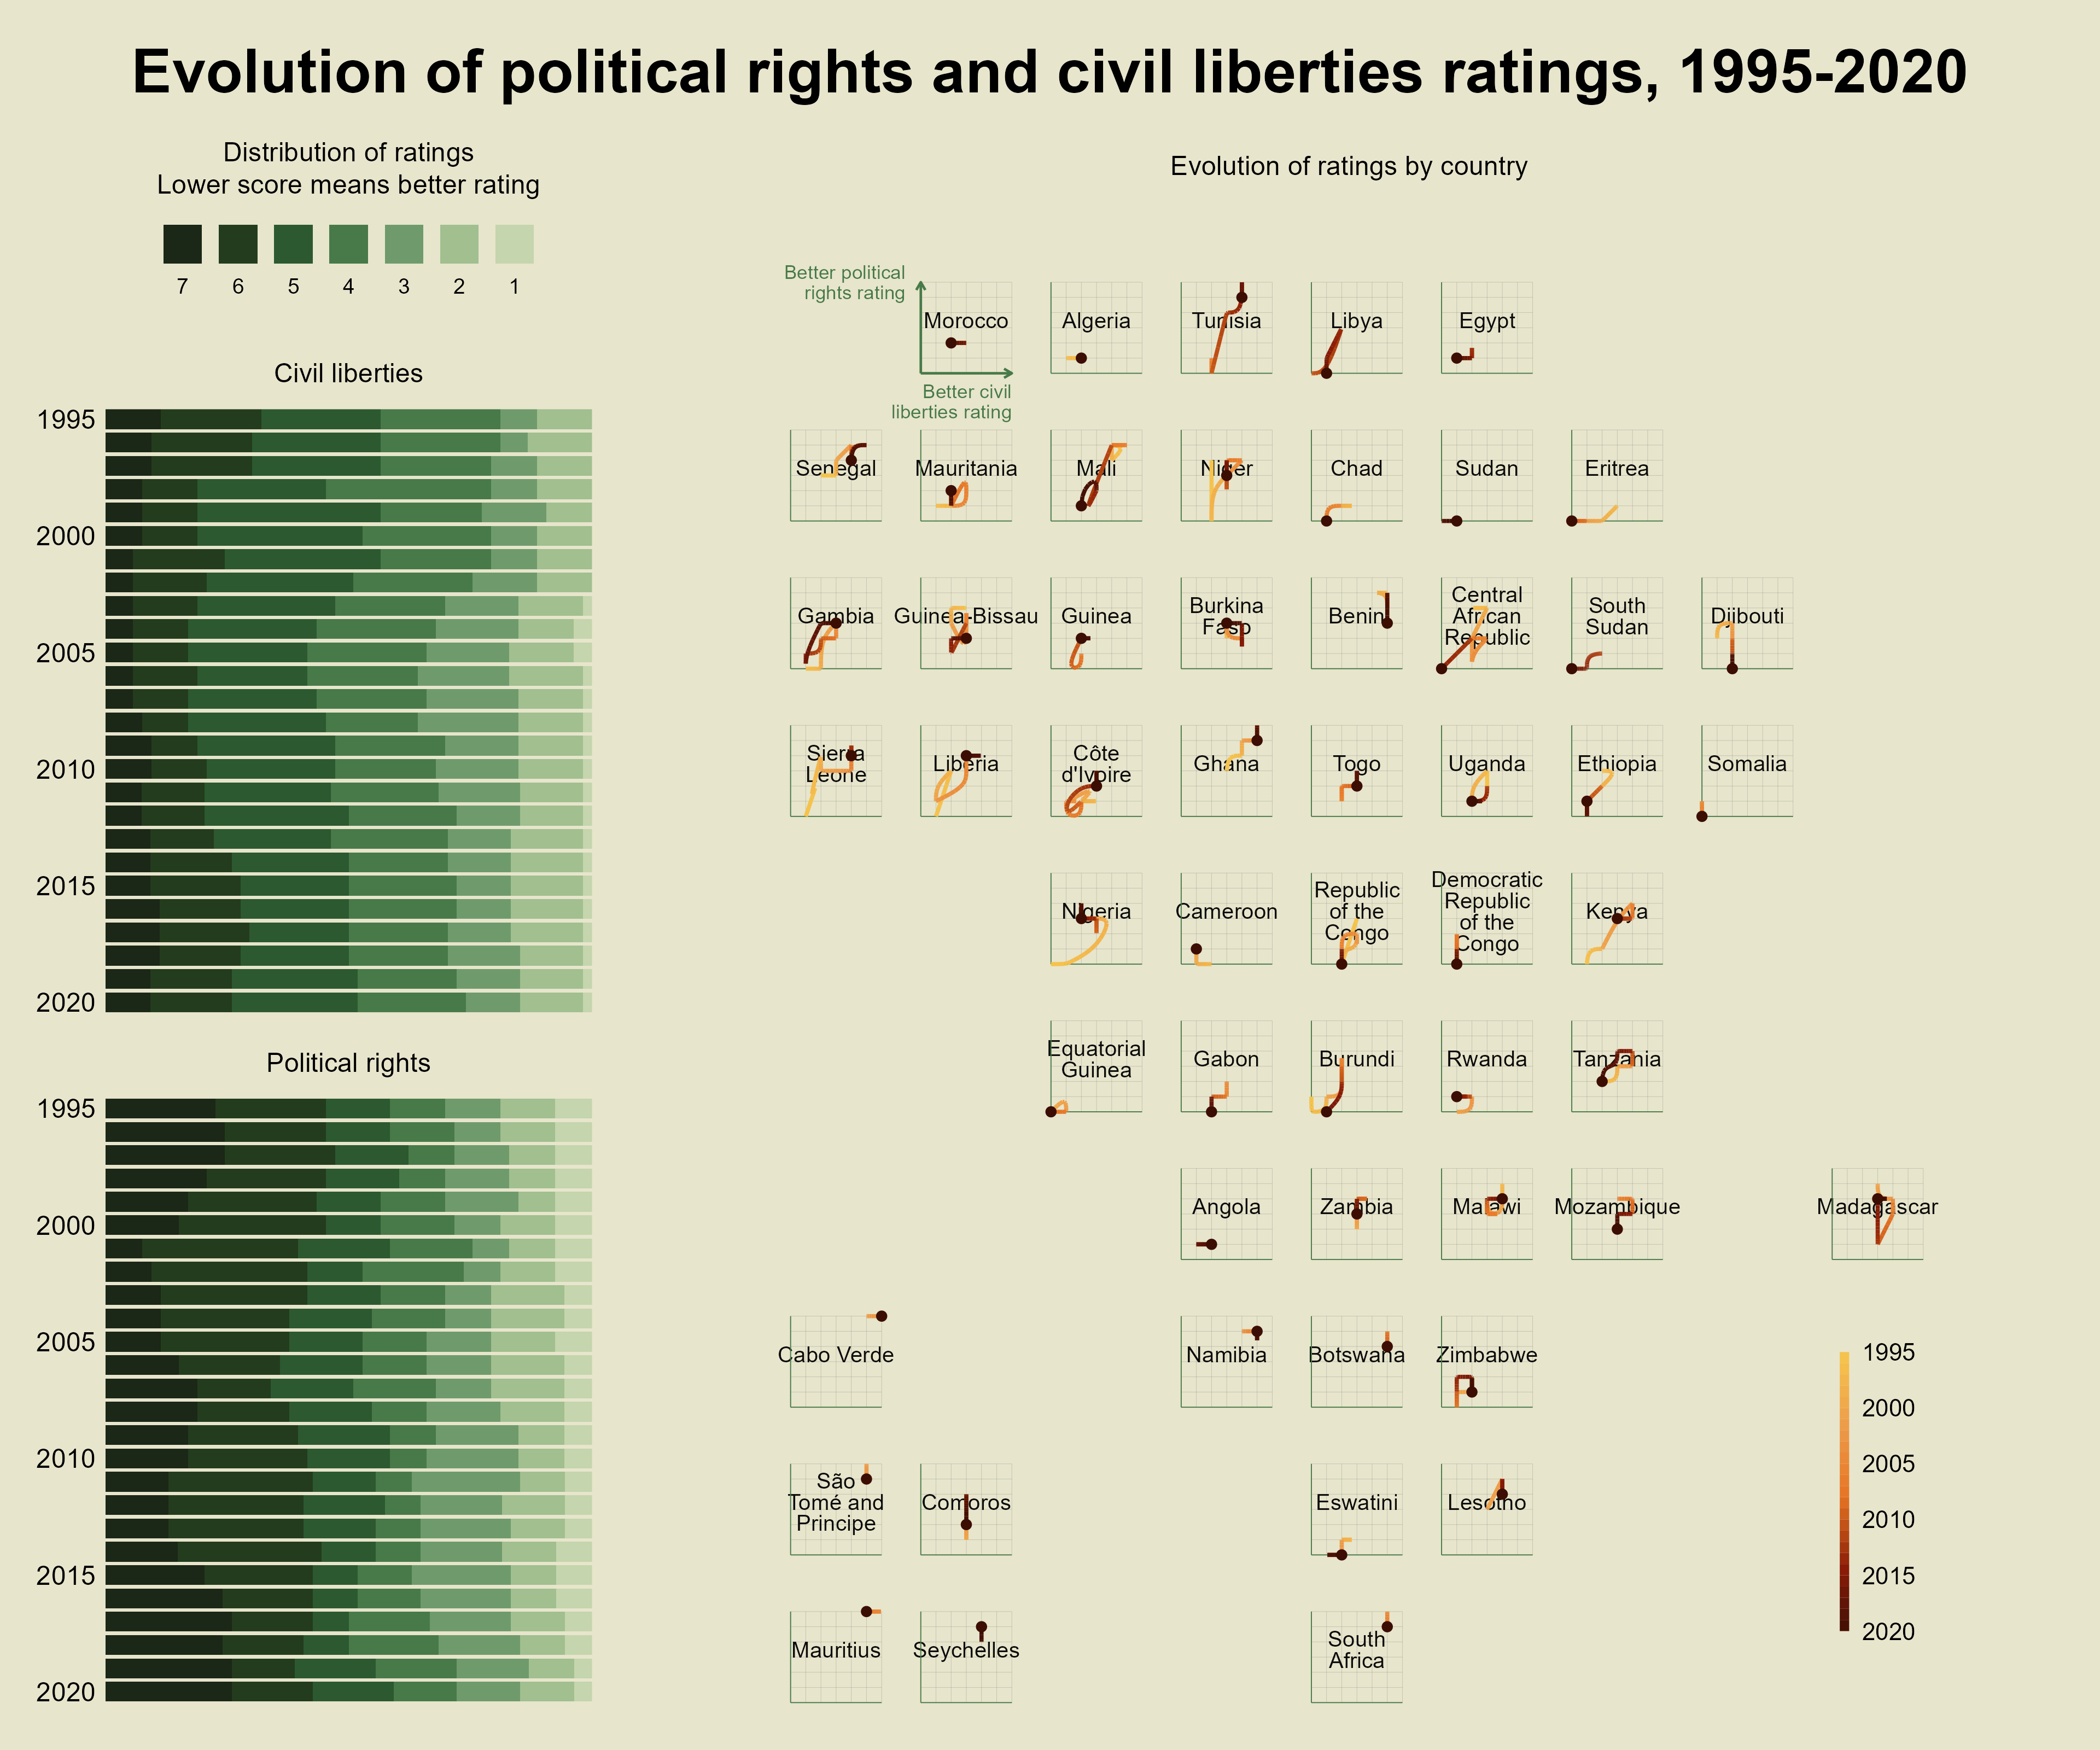 Evolution of political rights and civil liberties ratings, 1995-2020
Distribution of ratings
Lower score means better rating
7 6 5 4 3 2 1
Civil liberties
1995
2000
2005
2010
2015
2020
Political rights
1995
2000
2005
2010
2015
2020
Evolution of ratings by country
Better political
rights rating
Better civil
liberties rating
Morocco
Algeria
Tunisia
Libya
Egypt
Senegal
Mauritania
Mali
Niger
Chad
Sudan
Eritrea
Gambia
Guinea-Bissau
Guinea
Burkina
Faso
Benin
Central
African
Republic
South
Sudan
Djibouti
Sierra
Leone
Liberia
Côte
d'Ivoire
Ghana
Togo
Uganda
Ethiopia
Somalia
Nigeria
Cameroon
Republic
of the
Congo
Democratic
Republic
of the
Congo
Kenya
Equatorial
Guinea
Gabon
Burundi
Rwanda
Tanzania
Angola
Zambia
Malawi
Mozambique
Madagascar
Cabo Verde
Namibia
Botswana
Zimbabwe
São
Tomé and
Principe
Comoros
Eswatini
Lesotho
Mauritius
Seychelles
South
Africa
1995
2000
2005
2010
2015
2020